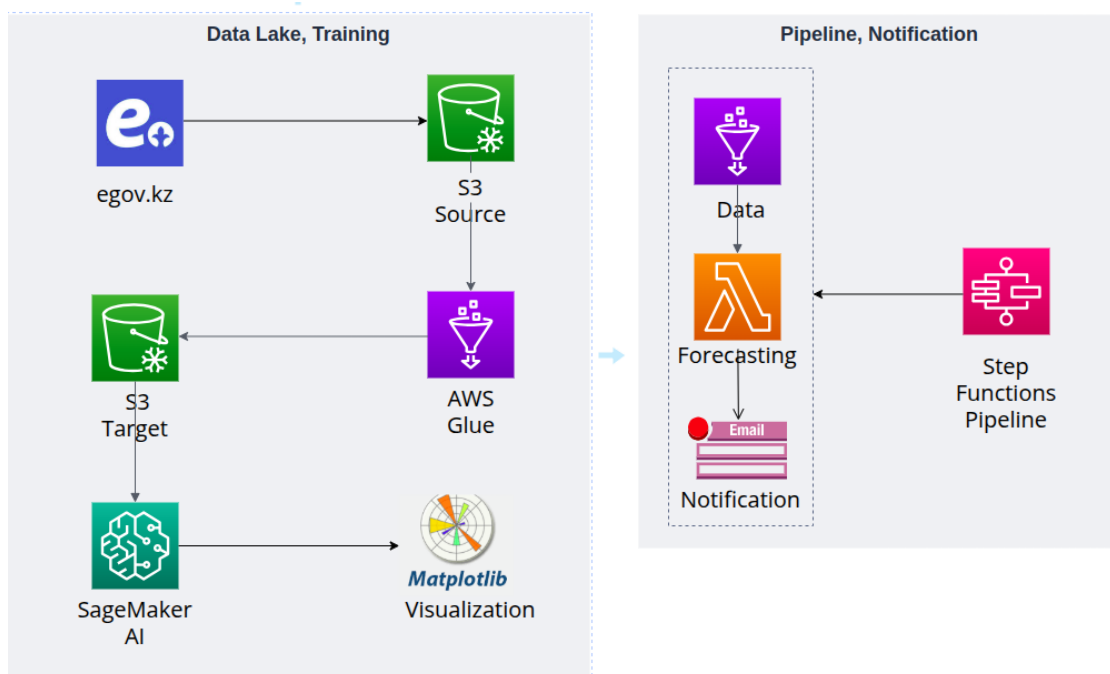 Data Lake, Training
e
egov.kz
S3
Source
S3
Target
AWS
Glue
SageMaker
AI
Matplotlib
Visualization
Pipeline, Notification
Data
Forecasting
Email
Notification
Step
Functions
Pipeline